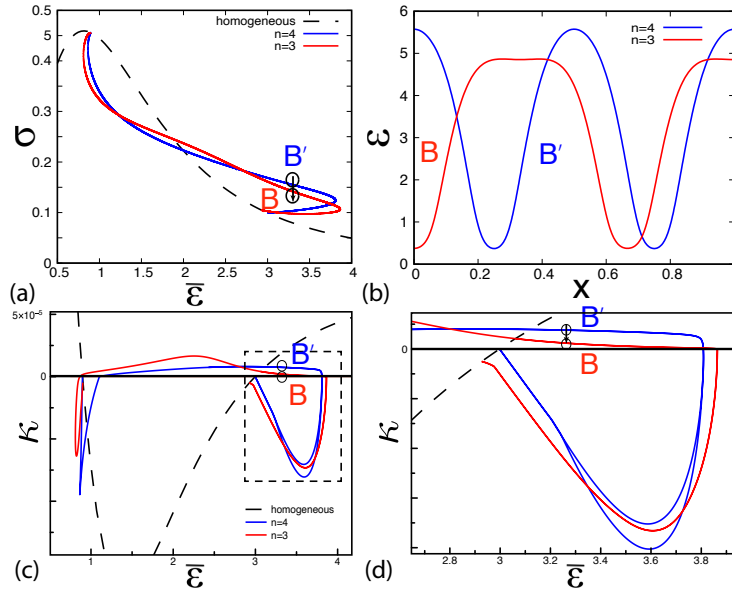 homogeneous
n=4
n=3
5
0.4
0.3
0.2
0.1
σ
B′
B
0.5 1 1.5 2 2.5 3 3.5 4
ε̅
(a)
n=4
n=3
6
5
4
3
2
1
0
ε
B
B′
0 0.2 0.4 0.6 0.8
x
(b)
5×10⁻⁵
0
κ
B′
B
homogeneous
n=4
n=3
1 2 3 4
ε̅
(c)
0
κ
B′
B
2.8 3 3.2 3.4 3.6 3.8
ε̅
(d)